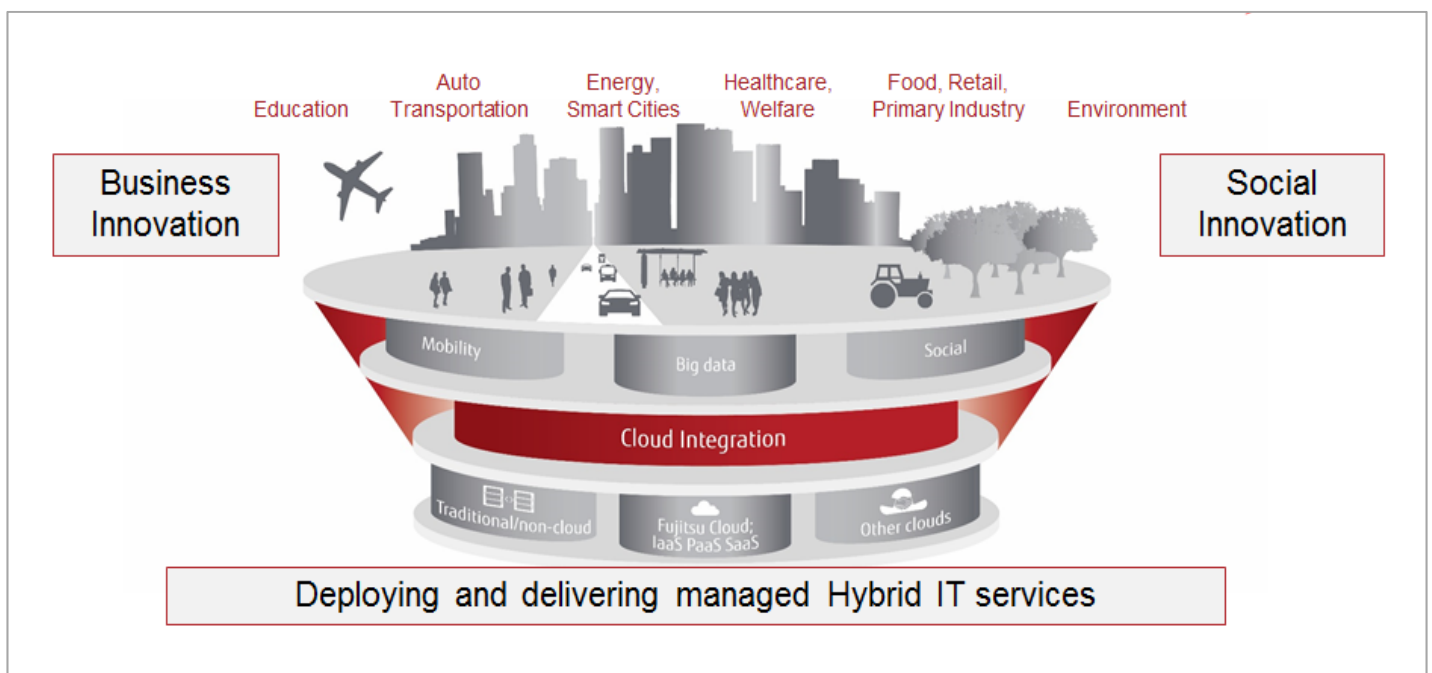 Education
Auto
Transportation
Energy,
Smart Cities
Healthcare,
Welfare
Food, Retail,
Primary Industry
Environment
Business
Innovation
Social
Innovation
Mobility
Big data
Social
Cloud Integration
Traditional/non-cloud
Fujitsu Cloud;
IaaS PaaS SaaS
Other clouds
Deploying and delivering managed Hybrid IT services